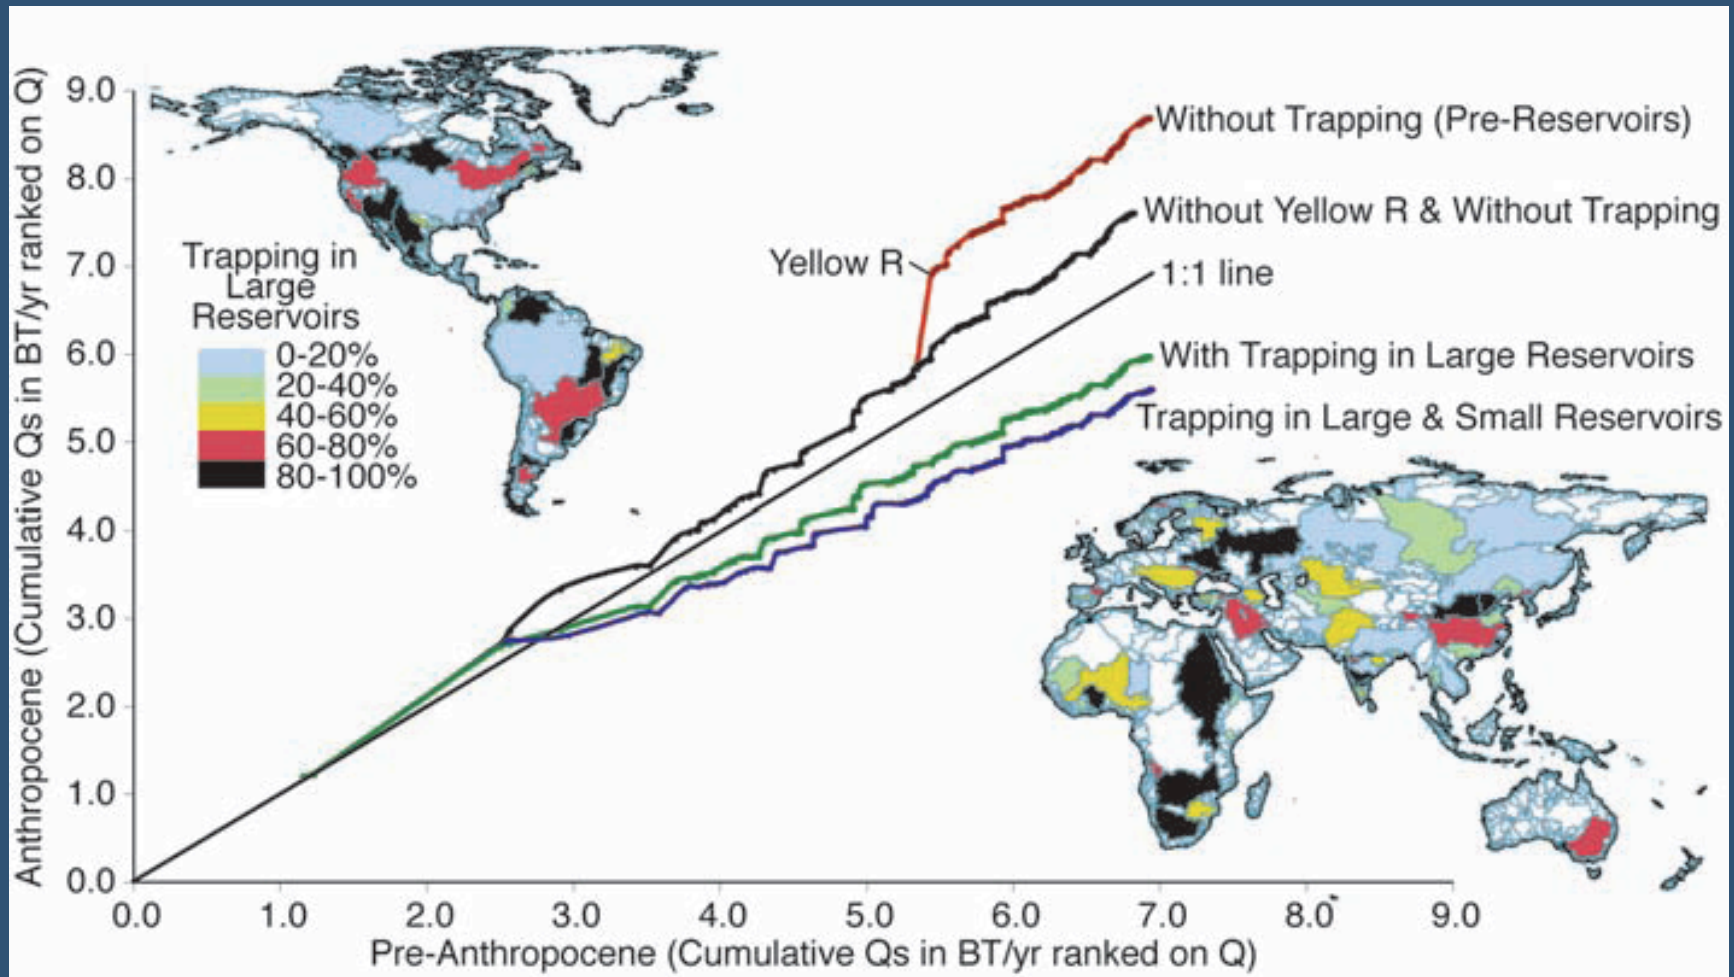 Anthropocene (Cumulative Qs in BT/yr ranked on Q)
9.0
8.0
7.0
6.0
5.0
4.0
3.0
2.0
1.0
0.0
Trapping in
Large
Reservoirs
0-20%
20-40%
40-60%
60-80%
80-100%
Without Trapping (Pre-Reservoirs)
Without Yellow R & Without Trapping
Yellow R
1:1 line
With Trapping in Large Reservoirs
Trapping in Large & Small Reservoirs
0.0 1.0 2.0 3.0 4.0 5.0 6.0 7.0 8.0 9.0
Pre-Anthropocene (Cumulative Qs in BT/yr ranked on Q)